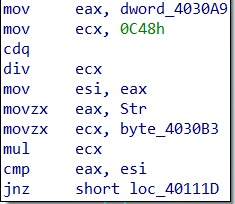 mov eax, dword_4030A9
mov ecx, 0C48h
cdq
div ecx
mov esi, eax
movzx eax, Str
movzx ecx, byte_4030B3
mul ecx
cmp eax, esi
jnz short loc_40111D